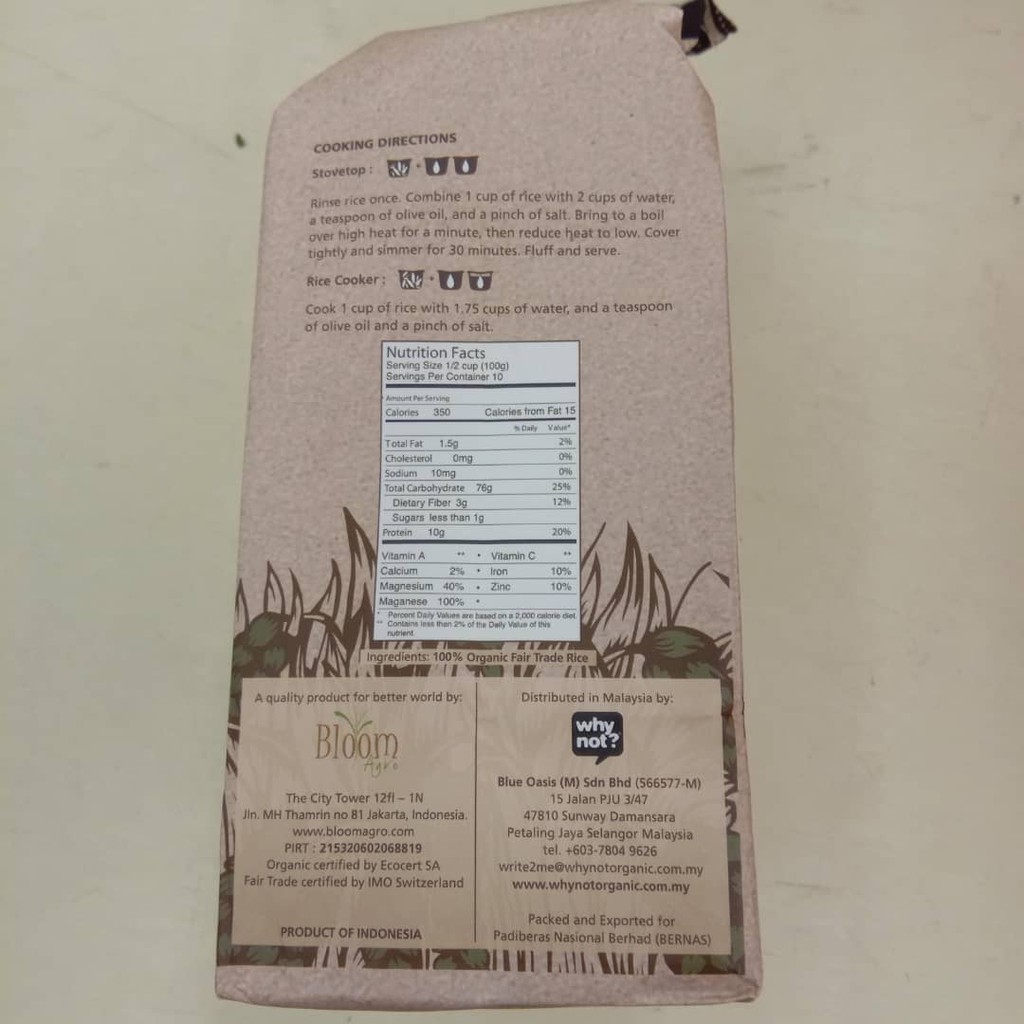 COOKING DIRECTIONS
Stovetop :
Rinse rice once. Combine 1 cup of rice with 2 cups of water,
a teaspoon of olive oil, and a pinch of salt. Bring to a boil
over high heat for a minute, then reduce heat to low. Cover
tightly and simmer for 30 minutes. Fluff and serve.
Rice Cooker :
Cook 1 cup of rice with 1.75 cups of water, and a teaspoon
of olive oil and a pinch of salt.
Nutrition Facts
Serving Size 1/2 cup (100g)
Servings Per Container 10
Amount Per Serving
Calories 350 Calories from Fat 15
% Daily Value*
Total Fat 1.5g 2%
Cholesterol 0mg 0%
Sodium 10mg 0%
Total Carbohydrate 76g 25%
Dietary Fiber 3g 12%
Sugars less than 1g
Protein 10g 20%
Vitamin A ** • Vitamin C **
Calcium 2% • Iron 10%
Magnesium 40% • Zinc 10%
Maganese 100% •
* Percent Daily Values are based on a 2,000 calorie diet.
** Contains less than 2% of the Daily Value of this
nutrient
Ingredients: 100% Organic Fair Trade Rice
A quality product for better world by:
Bloom
Agro
The City Tower 12fl – 1N
Jln. MH Thamrin no 81 Jakarta, Indonesia.
www.bloomagro.com
PIRT : 215320602068819
Organic certified by Ecocert SA
Fair Trade certified by IMO Switzerland
PRODUCT OF INDONESIA
Distributed in Malaysia by:
why
not?
Blue Oasis (M) Sdn Bhd (566577-M)
15 Jalan PJU 3/47
47810 Sunway Damansara
Petaling Jaya Selangor Malaysia
tel. +603-7804 9626
write2me@whynotorganic.com.my
www.whynotorganic.com.my
Packed and Exported for
Padiberas Nasional Berhad (BERNAS)